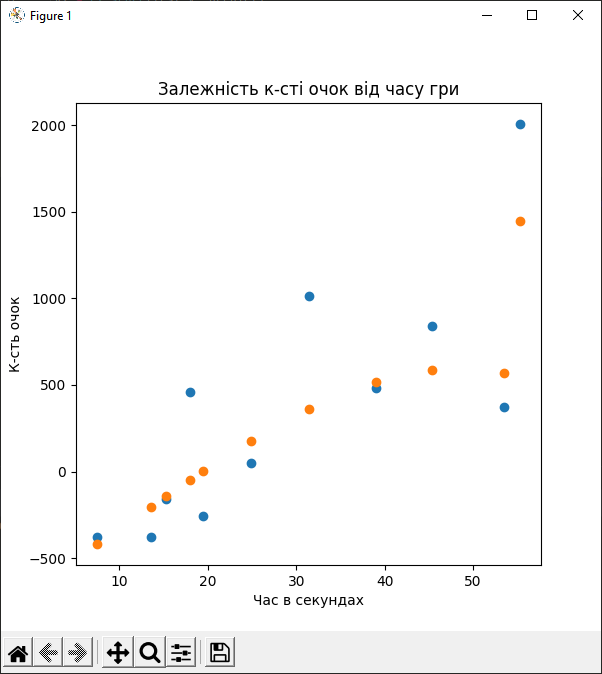 Figure 1
Залежність к-сті очок від часу гри
2000
1500
1000
500
0
−500
К-сть очок
10 20 30 40 50
Час в секундах